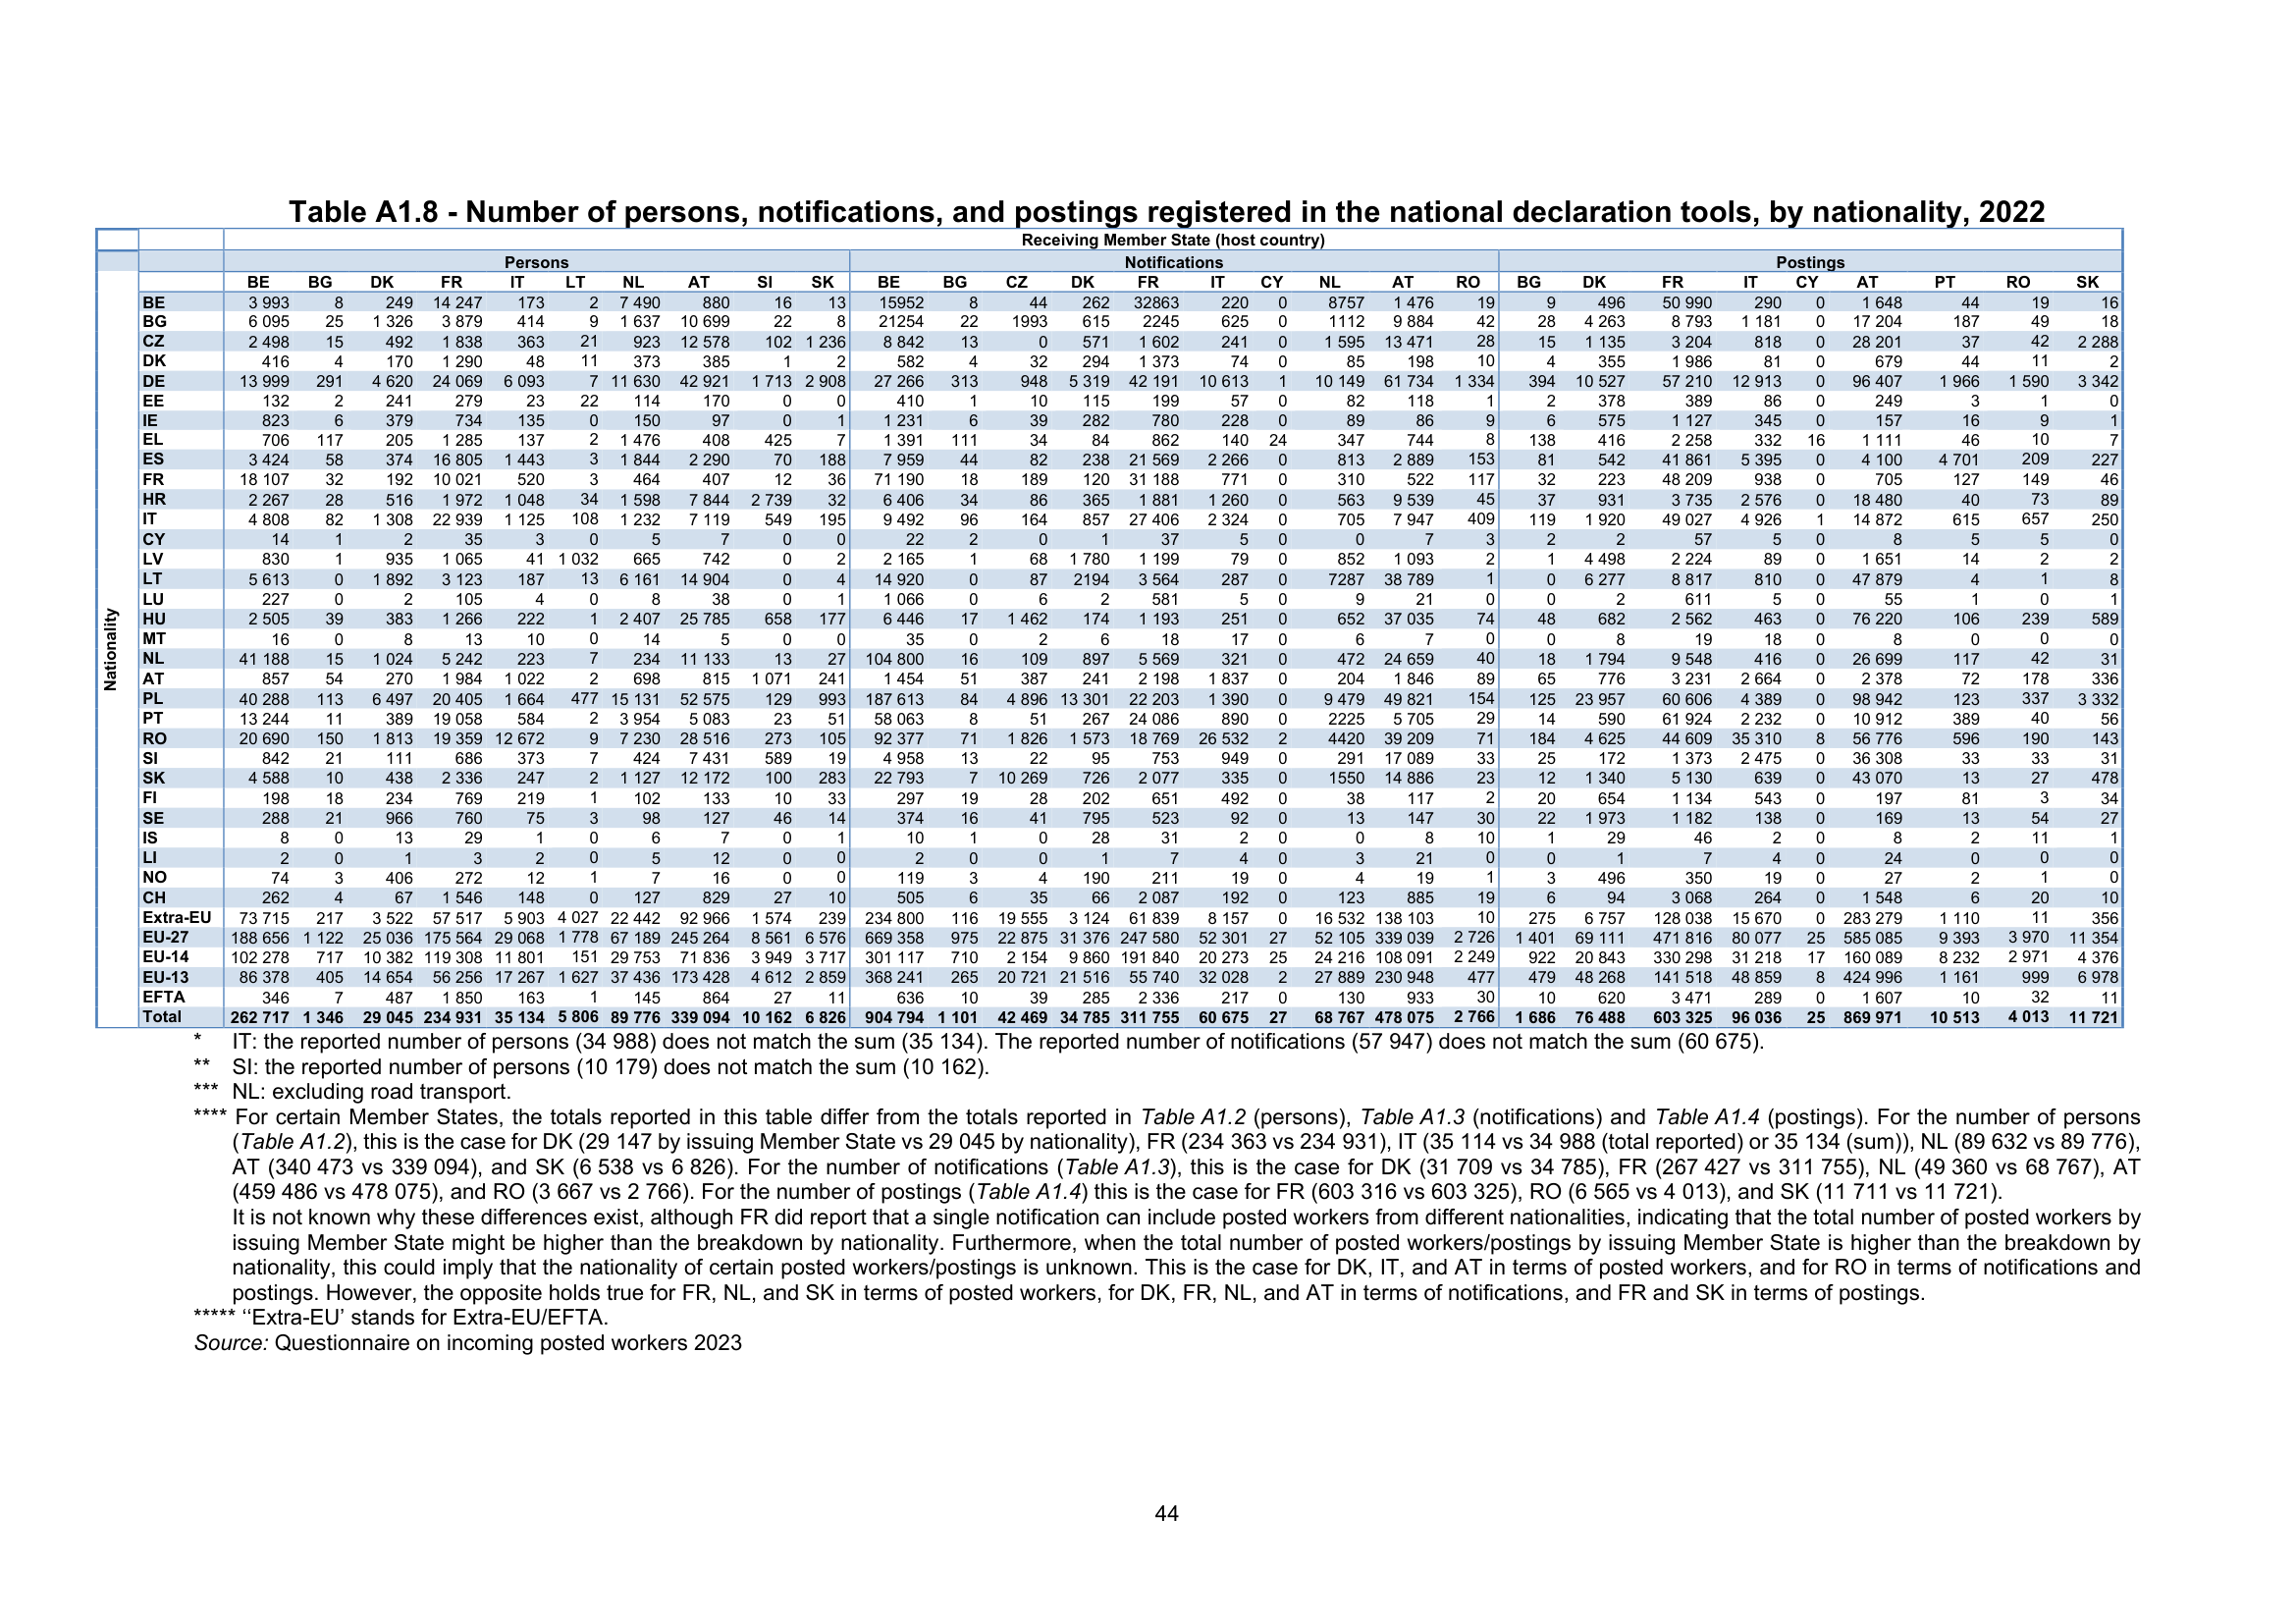 Table A1.8 - Number of persons, notifications, and postings registered in the national declaration tools, by nationality, 2022
Receiving Member State (host country)
Persons Notifications Postings
BE BG DK FR IT LT NL AT SI SK BE BG CZ DK FR IT CY NL AT RO BG DK FR IT CY AT PT RO SK
Nationality
BE 3 993 8 249 14 247 173 2 7 490 880 16 13 15952 8 44 262 32863 220 0 8757 1 476 19 9 496 50 990 290 0 1 648 44 19 16
BG 6 095 25 1 326 3 879 414 9 1 637 10 699 22 8 21254 22 1993 615 2245 625 0 1112 9 884 42 28 4 263 8 793 1 181 0 17 204 187 49 18
CZ 2 498 15 492 1 838 363 21 923 12 578 102 1 236 8 842 13 0 571 1 602 241 0 1 595 13 471 28 15 1 135 3 204 818 0 28 201 37 42 2 288
DK 416 4 170 1 290 48 11 373 385 1 2 582 4 32 294 1 373 74 0 85 198 10 4 355 1 986 81 0 679 44 11 2
DE 13 999 291 4 620 24 069 6 093 7 11 630 42 921 1 713 2 908 27 266 313 948 5 319 42 191 10 613 1 10 149 61 734 1 334 394 10 527 57 210 12 913 0 96 407 1 966 1 590 3 342
EE 132 2 241 279 23 22 114 170 0 0 410 1 10 115 199 57 0 82 118 1 2 378 389 86 0 249 3 1 0
IE 823 6 379 734 135 0 150 97 0 1 1 231 6 39 282 780 228 0 89 86 9 6 575 1 127 345 0 157 16 9 1
EL 706 117 205 1 285 137 2 1 476 408 425 7 1 391 111 34 84 862 140 24 347 744 8 138 416 2 258 332 16 1 111 46 10 7
ES 3 424 58 374 16 805 1 443 3 1 844 2 290 70 188 7 959 44 82 238 21 569 2 266 0 813 2 889 153 81 542 41 861 5 395 0 4 100 4 701 209 227
FR 18 107 32 192 10 021 520 3 464 407 12 36 71 190 18 189 120 31 188 771 0 310 522 117 32 223 48 209 938 0 705 127 149 46
HR 2 267 28 516 1 972 1 048 34 1 598 7 844 2 739 32 6 406 34 86 365 1 881 1 260 0 563 9 539 45 37 931 3 735 2 576 0 18 480 40 73 89
IT 4 808 82 1 308 22 939 1 125 108 1 232 7 119 549 195 9 492 96 164 857 27 406 2 324 0 705 7 947 409 119 1 920 49 027 4 926 1 14 872 615 657 250
CY 14 1 2 35 3 0 5 7 0 0 22 2 0 1 37 5 0 0 7 3 2 2 57 5 0 8 5 5 0
LV 830 1 935 1 065 41 1 032 665 742 0 2 2 165 1 68 1 780 1 199 79 0 852 1 093 2 1 4 498 2 224 89 0 1 651 14 2 2
LT 5 613 0 1 892 3 123 187 13 6 161 14 904 0 4 14 920 0 87 2194 3 564 287 0 7287 38 789 1 0 6 277 8 817 810 0 47 879 4 1 8
LU 227 0 2 105 4 0 8 38 0 1 1 066 0 6 2 581 5 0 9 21 0 0 2 611 5 0 55 1 0 1
HU 2 505 39 383 1 266 222 1 2 407 25 785 658 177 6 446 17 1 462 174 1 193 251 0 652 37 035 74 48 682 2 562 463 0 76 220 106 239 589
MT 16 0 8 13 10 0 14 5 0 0 35 0 2 6 18 17 0 6 7 0 0 8 19 18 0 8 0 0 0
NL 41 188 15 1 024 5 242 223 7 234 11 133 13 27 104 800 16 109 897 5 569 321 0 472 24 659 40 18 1 794 9 548 416 0 26 699 117 42 31
AT 857 54 270 1 984 1 022 2 698 815 1 071 241 1 454 51 387 241 2 198 1 837 0 204 1 846 89 65 776 3 231 2 664 0 2 378 72 178 336
PL 40 288 113 6 497 20 405 1 664 477 15 131 52 575 129 993 187 613 84 4 896 13 301 22 203 1 390 0 9 479 49 821 154 125 23 957 60 606 4 389 0 98 942 123 337 3 332
PT 13 244 11 389 19 058 584 2 3 954 5 083 23 51 58 063 8 51 267 24 086 890 0 2225 5 705 29 14 590 61 924 2 232 0 10 912 389 40 56
RO 20 690 150 1 813 19 359 12 672 9 7 230 28 516 273 105 92 377 71 1 826 1 573 18 769 26 532 2 4420 39 209 71 184 4 625 44 609 35 310 8 56 776 596 190 143
SI 842 21 111 686 373 7 424 7 431 589 19 4 958 13 22 95 753 949 0 291 17 089 33 25 172 1 373 2 475 0 36 308 33 33 31
SK 4 588 10 438 2 336 247 2 1 127 12 172 100 283 22 793 7 10 269 726 2 077 335 0 1550 14 886 23 12 1 340 5 130 639 0 43 070 13 27 478
FI 198 18 234 769 219 1 102 133 10 33 297 19 28 202 651 492 0 38 117 2 20 654 1 134 543 0 197 81 3 34
SE 288 21 966 760 75 3 98 127 46 14 374 16 41 795 523 92 0 13 147 30 22 1 973 1 182 138 0 169 13 54 27
IS 8 0 13 29 1 0 6 7 0 1 10 1 0 28 31 2 0 0 8 10 1 29 46 2 0 8 2 11 1
LI 2 0 1 3 2 0 5 12 0 0 2 0 0 1 7 4 0 3 21 0 0 1 7 4 0 24 0 0 0
NO 74 3 406 272 12 1 7 16 0 0 119 3 4 190 211 19 0 4 19 1 3 496 350 19 0 27 2 1 0
CH 262 4 67 1 546 148 0 127 829 27 10 505 6 35 66 2 087 192 0 123 885 19 6 94 3 068 264 0 1 548 6 20 10
Extra-EU 73 715 217 3 522 57 517 5 903 4 027 22 442 92 966 1 574 239 234 800 116 19 555 3 124 61 839 8 157 0 16 532 138 103 10 275 6 757 128 038 15 670 0 283 279 1 110 11 356
EU-27 188 656 1 122 25 036 175 564 29 068 1 778 67 189 245 264 8 561 6 576 669 358 975 22 875 31 376 247 580 52 301 27 52 105 339 039 2 726 1 401 69 111 471 816 80 077 25 585 085 9 393 3 970 11 354
EU-14 102 278 717 10 382 119 308 11 801 151 29 753 71 836 3 949 3 717 301 117 710 2 154 9 860 191 840 20 273 25 24 216 108 091 2 249 922 20 843 330 298 31 218 17 160 089 8 232 2 971 4 376
EU-13 86 378 405 14 654 56 256 17 267 1 627 37 436 173 428 4 612 2 859 368 241 265 20 721 21 516 55 740 32 028 2 27 889 230 948 477 479 48 268 141 518 48 859 8 424 996 1 161 999 6 978
EFTA 346 7 487 1 850 163 1 145 864 27 11 636 10 39 285 2 336 217 0 130 933 30 10 620 3 471 289 0 1 607 10 32 11
Total 262 717 1 346 29 045 234 931 35 134 5 806 89 776 339 094 10 162 6 826 904 794 1 101 42 469 34 785 311 755 60 675 27 68 767 478 075 2 766 1 686 76 488 603 325 96 036 25 869 971 10 513 4 013 11 721
* IT: the reported number of persons (34 988) does not match the sum (35 134). The reported number of notifications (57 947) does not match the sum (60 675).
** SI: the reported number of persons (10 179) does not match the sum (10 162).
*** NL: excluding road transport.
**** For certain Member States, the totals reported in this table differ from the totals reported in Table A1.2 (persons), Table A1.3 (notifications) and Table A1.4 (postings). For the number of persons
(Table A1.2), this is the case for DK (29 147 by issuing Member State vs 29 045 by nationality), FR (234 363 vs 234 931), IT (35 114 vs 34 988 (total reported) or 35 134 (sum)), NL (89 632 vs 89 776),
AT (340 473 vs 339 094), and SK (6 538 vs 6 826). For the number of notifications (Table A1.3), this is the case for DK (31 709 vs 34 785), FR (267 427 vs 311 755), NL (49 360 vs 68 767), AT
(459 486 vs 478 075), and RO (3 667 vs 2 766). For the number of postings (Table A1.4) this is the case for FR (603 316 vs 603 325), RO (6 565 vs 4 013), and SK (11 711 vs 11 721).
It is not known why these differences exist, although FR did report that a single notification can include posted workers from different nationalities, indicating that the total number of posted workers by
issuing Member State might be higher than the breakdown by nationality. Furthermore, when the total number of posted workers/postings by issuing Member State is higher than the breakdown by
nationality, this could imply that the nationality of certain posted workers/postings is unknown. This is the case for DK, IT, and AT in terms of posted workers, and for RO in terms of notifications and
postings. However, the opposite holds true for FR, NL, and SK in terms of posted workers, for DK, FR, NL, and AT in terms of notifications, and FR and SK in terms of postings.
***** ‘‘Extra-EU’ stands for Extra-EU/EFTA.
Source: Questionnaire on incoming posted workers 2023
44